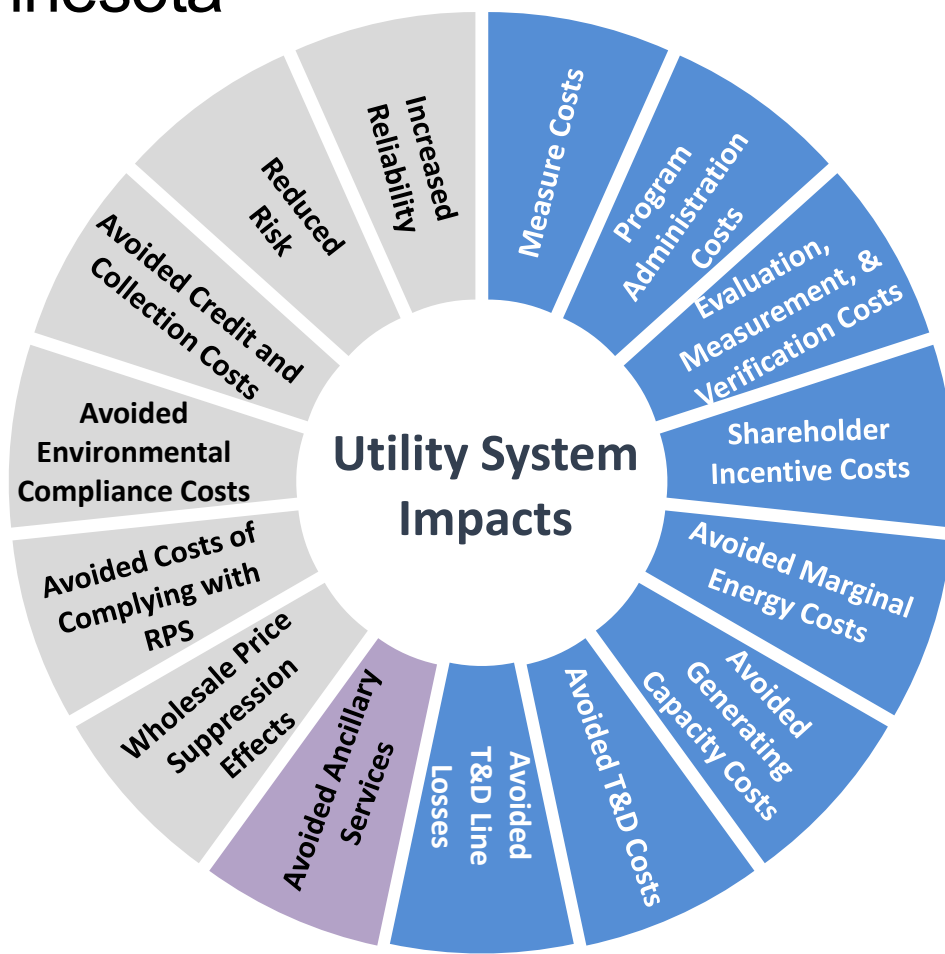 Utility System
Impacts
Measure Costs
Program
Administration
Costs
Evaluation,
Measurement, &
Verification Costs
Shareholder
Incentive Costs
Avoided Marginal
Energy Costs
Avoided
Generating
Capacity Costs
Avoided T&D Costs
Avoided
T&D Line
Losses
Avoided Ancillary
Services
Wholesale Price
Suppression
Effects
Avoided Costs of
Complying with
RPS
Avoided
Environmental
Compliance Costs
Avoided Credit and
Collection Costs
Reduced
Risk
Increased
Reliability